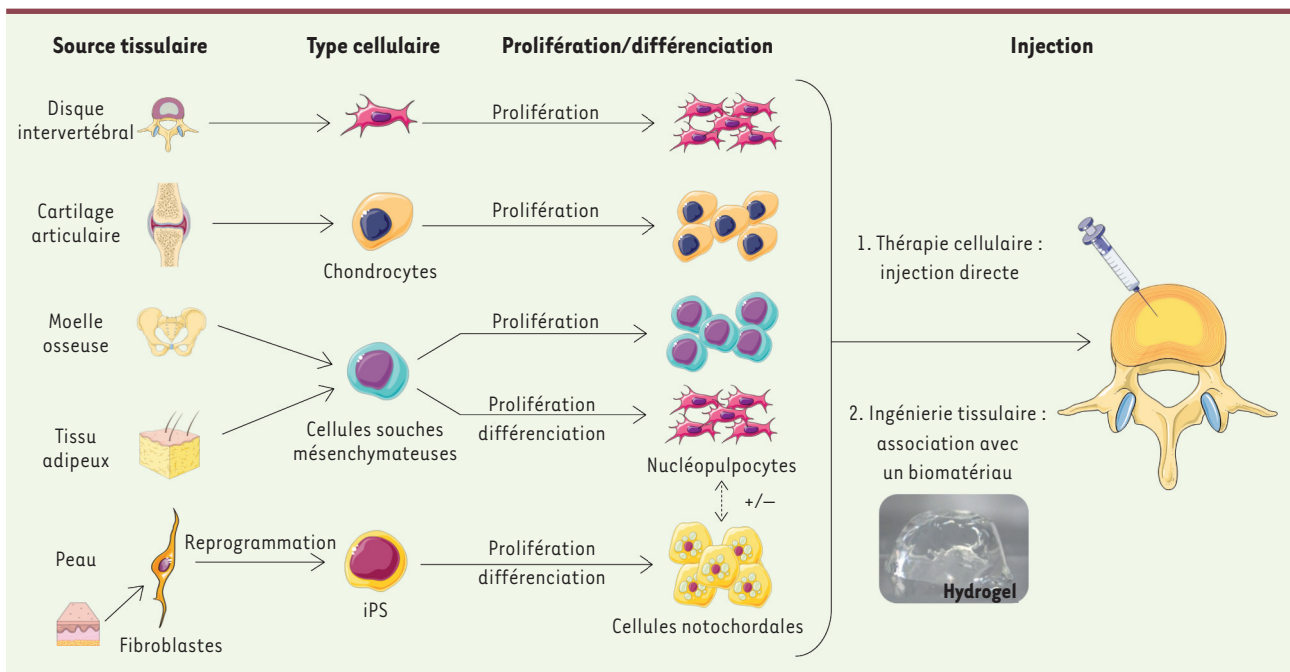 Source tissulaire
Type cellulaire
Prolifération/différenciation
Injection
Disque
intervertébral
Prolifération
Cartilage
articulaire
Chondrocytes
Prolifération
Moelle
osseuse
Tissu
adipeux
Cellules souches
mésenchymateuses
Prolifération
Prolifération
différenciation
Nucléopulpocytes
+/−
Peau
Fibroblastes
Reprogrammation
iPS
Prolifération
différenciation
Cellules notochordales
1. Thérapie cellulaire :
injection directe
2. Ingénierie tissulaire :
association avec
un biomatériau
Hydrogel